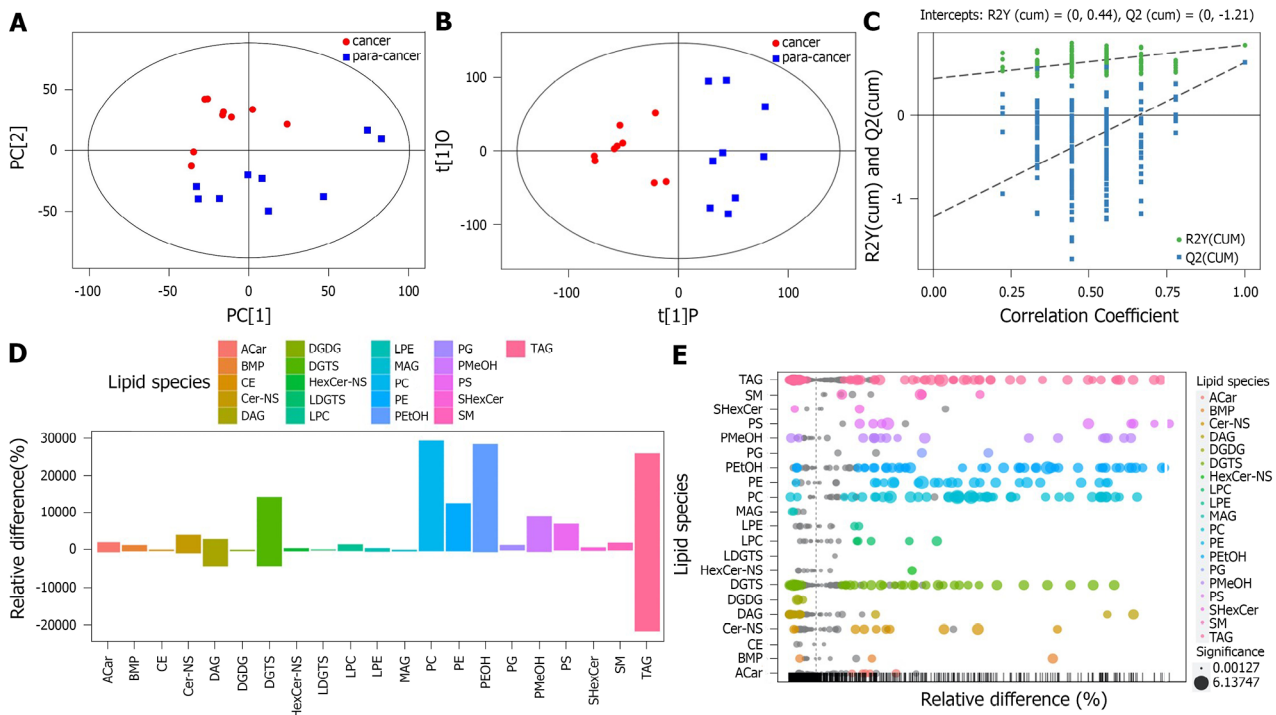 A
cancer
para-cancer
PC[2]
50
0
-50
-100
-50
0
50
100
PC[1]
B
cancer
para-cancer
t[1]O
100
0
-100
-100
0
100
t[1]P
C
Intercepts: R2Y (cum) = (0, 0.44), Q2 (cum) = (0, -1.21)
R2Y(cum) and Q2(cum)
0
-1
R2Y(CUM)
Q2(CUM)
0.00
0.25
0.50
0.75
1.00
Correlation Coefficient
D
Lipid species
ACar
BMP
CE
Cer-NS
DAG
DGDG
DGTS
HexCer-NS
LDGTS
LPC
LPE
MAG
PC
PE
PEtOH
PG
PMeOH
PS
SHexCer
SM
TAG
Relative difference(%)
30000
20000
10000
0
-10000
-20000
ACar
BMP
CE
Cer-NS
DAG
DGDG
DGTS
HexCer-NS
LDGTS
LPC
LPE
MAG
PC
PE
PEOH
PG
PMeOH
PS
SHexCer
SM
TAG
E
Lipid species
TAG
SM
SHexCer
PS
PMeOH
PG
PEtOH
PE
PC
MAG
LPE
LPC
LDGTS
HexCer-NS
DGTS
DGDG
DAG
Cer-NS
CE
BMP
ACar
Relative difference (%)
Lipid species
ACar
BMP
Cer-NS
DAG
DGDG
DGTS
HexCer-NS
LPC
LPE
MAG
PC
PE
PEtOH
PG
PMeOH
PS
SHexCer
SM
TAG
Significance
0.00127
6.13747